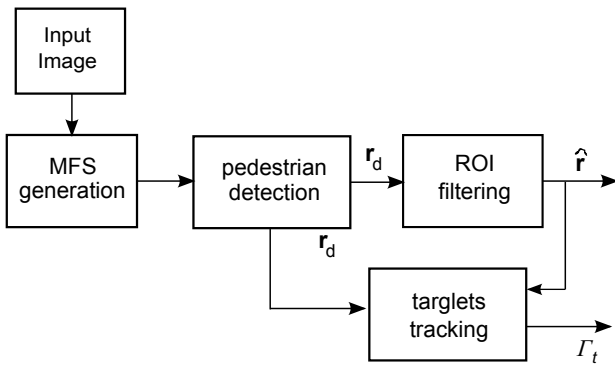 Input
Image
MFS
generation
pedestrian
detection
r_d
ROI
filtering
r̂
r_d
targlets
tracking
Γ_t